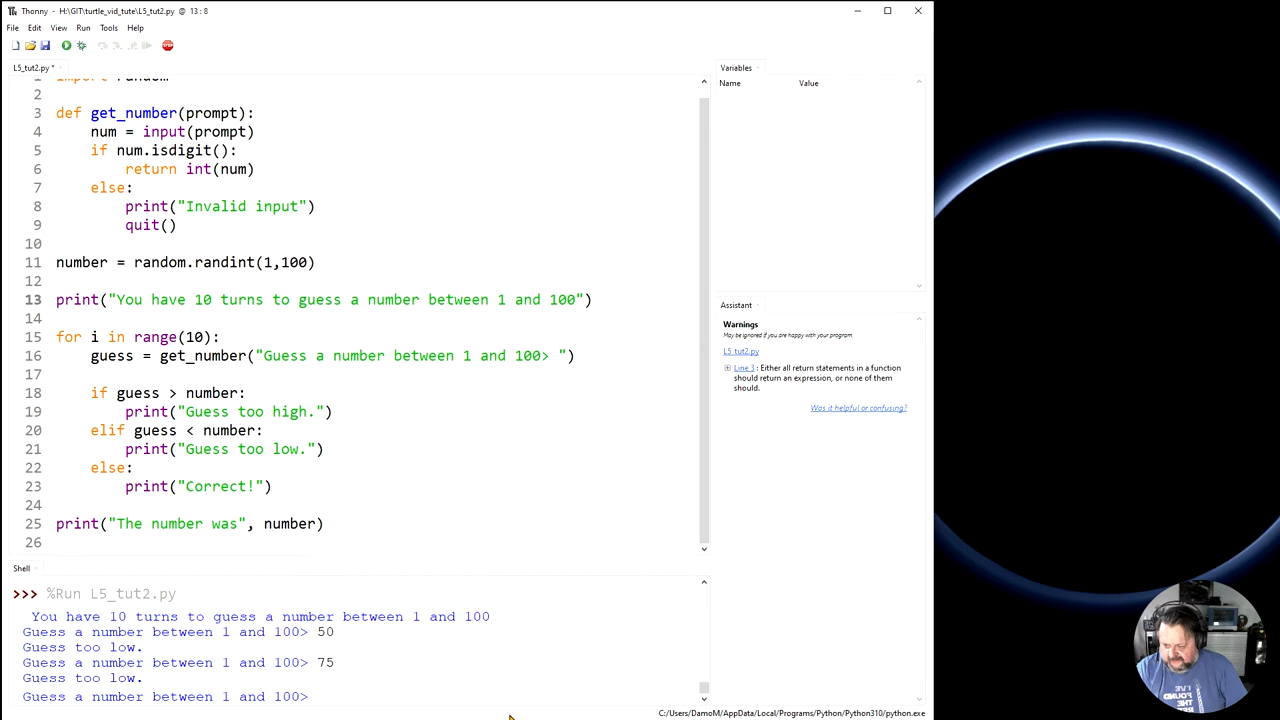 Thonny - H:\GIT\turtle_vid_tute\L5_tut2.py @ 13 : 8
File Edit View Run Tools Help
L5_tut2.py *
1 import random
2
3 def get_number(prompt):
4 num = input(prompt)
5 if num.isdigit():
6 return int(num)
7 else:
8 print("Invalid input")
9 quit()
10
11 number = random.randint(1,100)
12
13 print("You have 10 turns to guess a number between 1 and 100")
14
15 for i in range(10):
16 guess = get_number("Guess a number between 1 and 100> ")
17
18 if guess > number:
19 print("Guess too high.")
20 elif guess < number:
21 print("Guess too low.")
22 else:
23 print("Correct!")
24
25 print("The number was", number)
26
Shell
>>> %Run L5_tut2.py
You have 10 turns to guess a number between 1 and 100
Guess a number between 1 and 100> 50
Guess too low.
Guess a number between 1 and 100> 75
Guess too low.
Guess a number between 1 and 100>
Variables
Name Value
Assistant
Warnings
May be ignored if you are happy with your program
L5_tut2.py
Line 3 : Either all return statements in a function
should return an expression, or none of them
should.
Was it helpful or confusing?
C:/Users/DamoM/AppData/Local/Programs/Python/Python310/python.exe